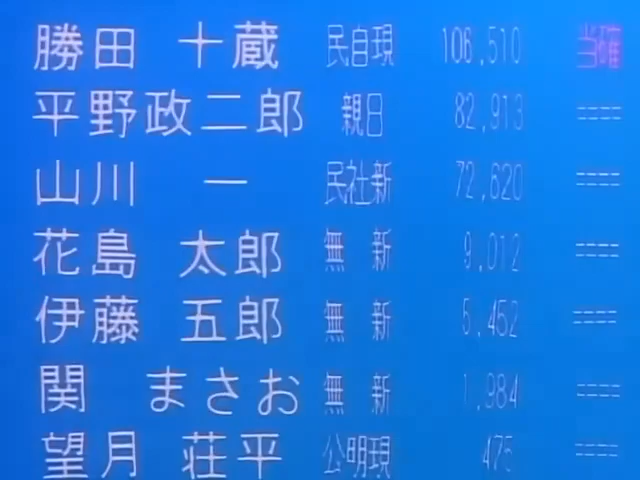 勝田 十蔵 民自現 106,510 当確
平野政二郎 親日 82,913 ====
山川 一 民社新 72,620 ====
花島 太郎 無 新 9,012 ====
伊藤 五郎 無 新 5,452 ====
関 まさお 無 新 1,984 ====
望月 荘平 公明現 475 ====